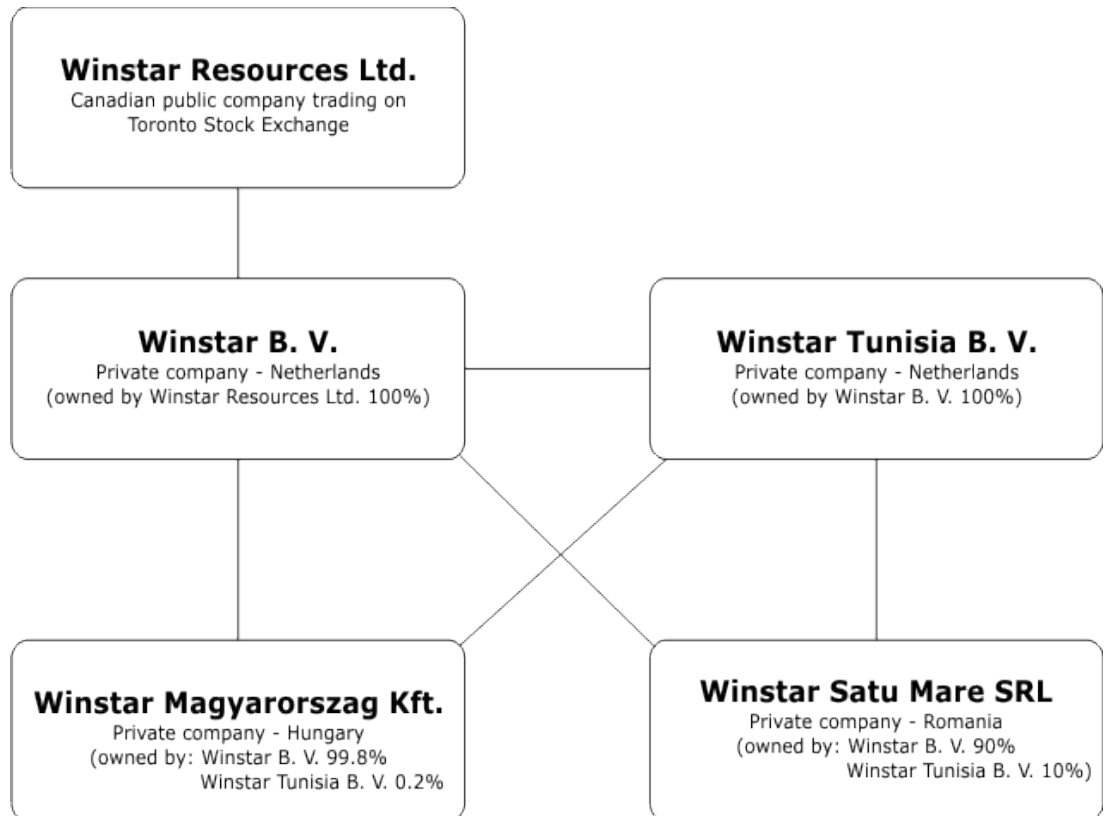 Winstar Resources Ltd.
Canadian public company trading on
Toronto Stock Exchange
Winstar B. V.
Private company - Netherlands
(owned by Winstar Resources Ltd. 100%)
Winstar Tunisia B. V.
Private company - Netherlands
(owned by Winstar B. V. 100%)
Winstar Magyarorszag Kft.
Private company - Hungary
(owned by: Winstar B. V. 99.8%
Winstar Tunisia B. V. 0.2%
Winstar Satu Mare SRL
Private company - Romania
(owned by: Winstar B. V. 90%
Winstar Tunisia B. V. 10%)